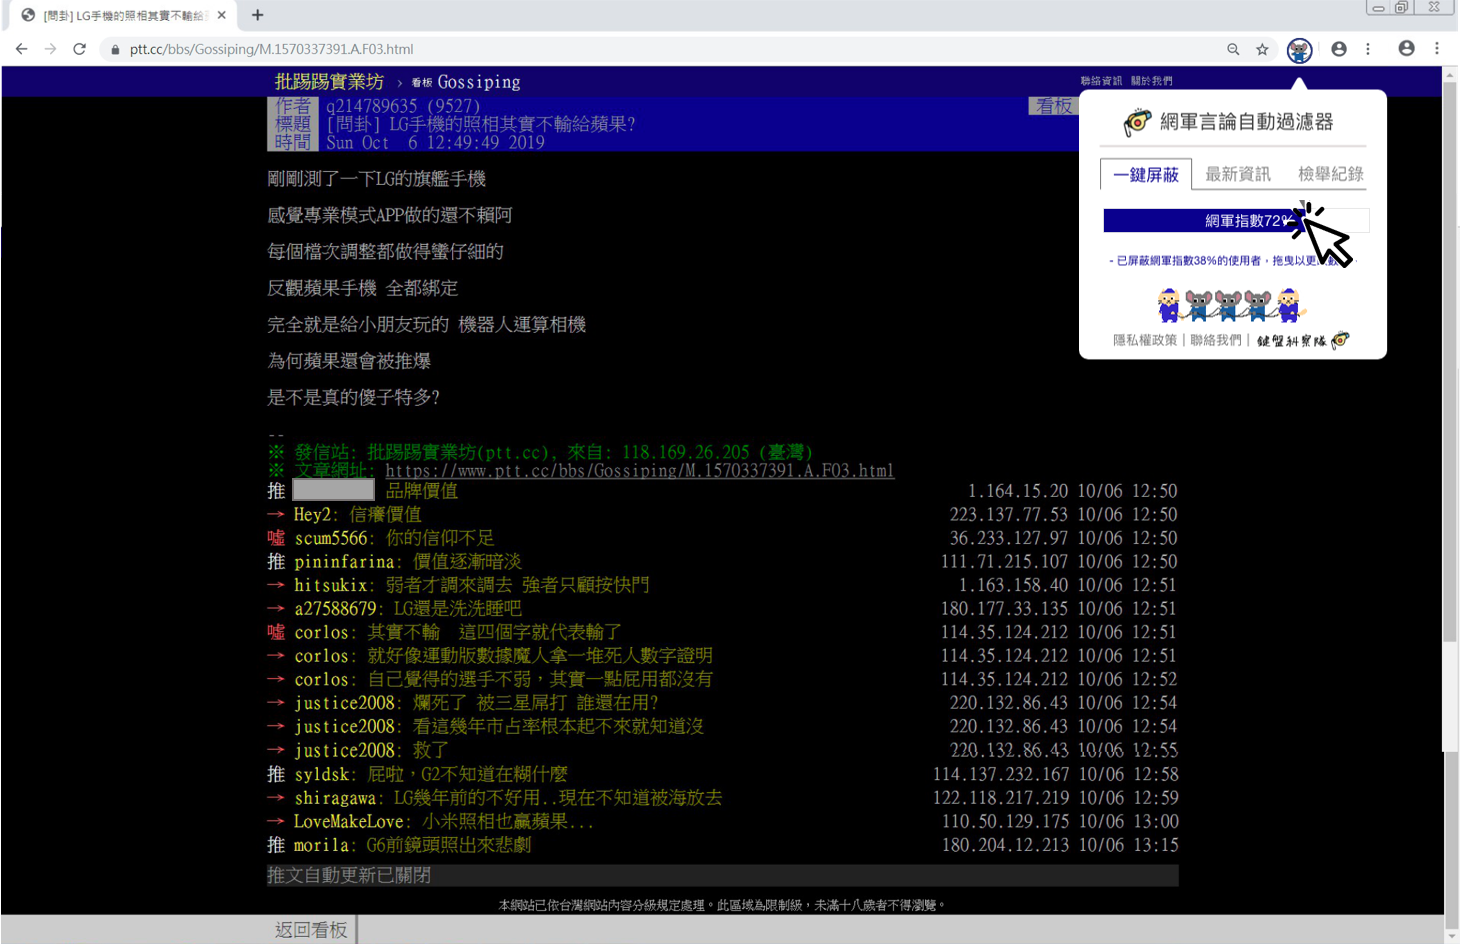 [問卦] LG手機的照相其實不輸給
ptt.cc/bbs/Gossiping/M.1570337391.A.F03.html
批踢踢實業坊 › 看板 Gossiping
聯絡資訊 關於我們
作者 q214789635 (9527)
看板
標題 [問卦] LG手機的照相其實不輸給蘋果?
時間 Sun Oct 6 12:49:49 2019
網軍言論自動過濾器
一鍵屏蔽 最新資訊 檢舉紀錄
網軍指數72%
- 已屏蔽網軍指數38%的使用者，拖曳以更
隱私權政策 | 聯絡我們 | 鍵盤科察隊
剛剛測了一下LG的旗艦手機
感覺專業模式APP做的還不賴阿
每個檔次調整都做得蠻仔細的
反觀蘋果手機 全都綁定
完全就是給小朋友玩的 機器人運算相機
為何蘋果還會被推爆
是不是真的傻子特多?
--
※ 發信站: 批踢踢實業坊(ptt.cc), 來自: 118.169.26.205 (臺灣)
※ 文章網址: https://www.ptt.cc/bbs/Gossiping/M.1570337391.A.F03.html
推 品牌價值 1.164.15.20 10/06 12:50
→ Hey2: 信癢價值 223.137.77.53 10/06 12:50
噓 scum5566: 你的信仰不足 36.233.127.97 10/06 12:50
推 pininfarina: 價值逐漸暗淡 111.71.215.107 10/06 12:50
→ hitsukix: 弱者才調來調去 強者只顧按快門 1.163.158.40 10/06 12:51
→ a27588679: LG還是洗洗睡吧 180.177.33.135 10/06 12:51
噓 corlos: 其實不輸 這四個字就代表輸了 114.35.124.212 10/06 12:51
→ corlos: 就好像運動版數據魔人拿一堆死人數字證明 114.35.124.212 10/06 12:51
→ corlos: 自己覺得的選手不弱，其實一點屁用都沒有 114.35.124.212 10/06 12:52
→ justice2008: 爛死了 被三星屌打 誰還在用? 220.132.86.43 10/06 12:54
→ justice2008: 看這幾年市占率根本起不來就知道沒 220.132.86.43 10/06 12:54
→ justice2008: 救了 220.132.86.43 10/06 12:55
推 syldsk: 屁啦，G2不知道在糊什麼 114.137.232.167 10/06 12:58
→ shiragawa: LG幾年前的不好用..現在不知道被海放去 122.118.217.219 10/06 12:59
→ LoveMakeLove: 小米照相也贏蘋果... 110.50.129.175 10/06 13:00
推 morila: G6前鏡頭照出來悲劇 180.204.12.213 10/06 13:15
推文自動更新已關閉
本網站已依台灣網站內容分級規定處理。此區域為限制級，未滿十八歲者不得瀏覽。
返回看板